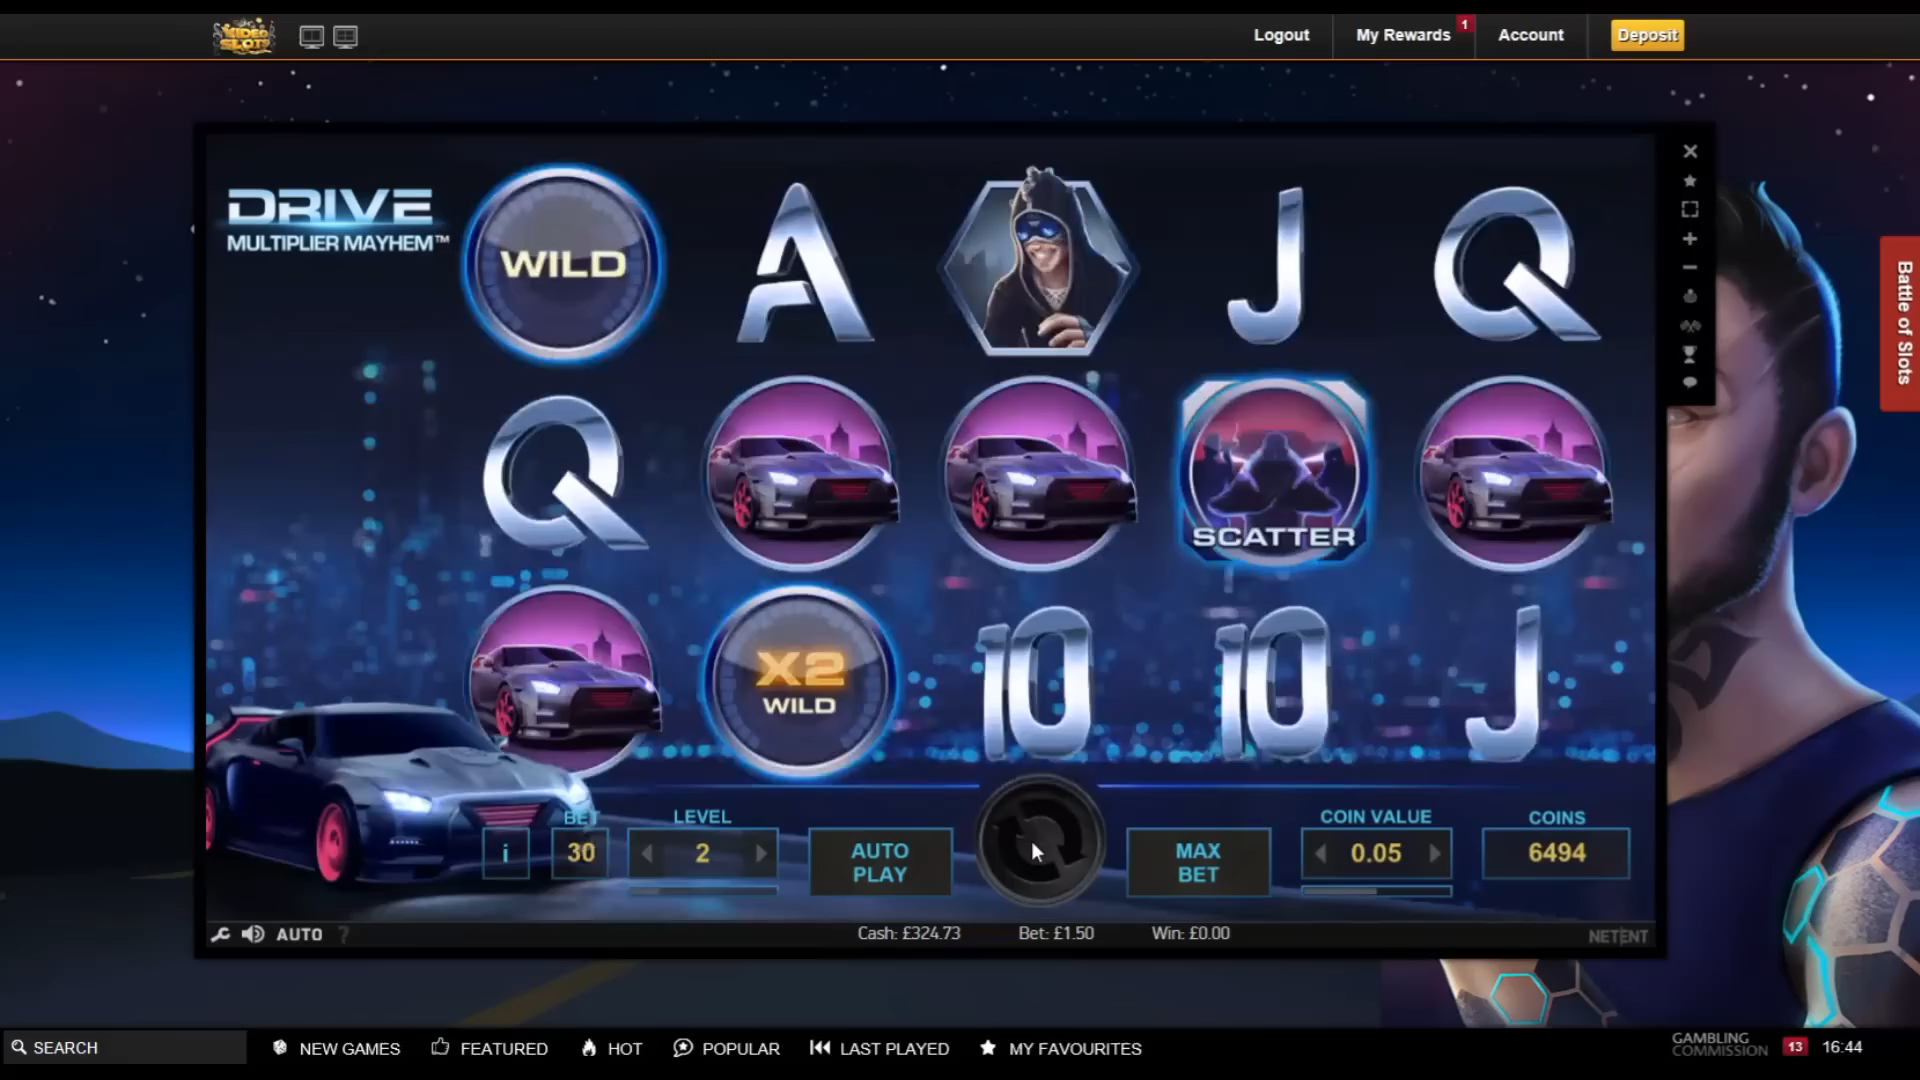 VIDEO
SLOTS
Logout
My Rewards
1
Account
Deposit
DRIVE
MULTIPLIER MAYHEM™
WILD
A
J
Q
Q
SCATTER
X2
WILD
10
10
J
Battle of Slots
i
BET
30
LEVEL
2
AUTO
PLAY
MAX
BET
COIN VALUE
0.05
COINS
6494
AUTO
?
Cash: £324.73
Bet: £1.50
Win: £0.00
NETENT
SEARCH
NEW GAMES
FEATURED
HOT
POPULAR
LAST PLAYED
MY FAVOURITES
GAMBLING
COMMISSION
13
16:44